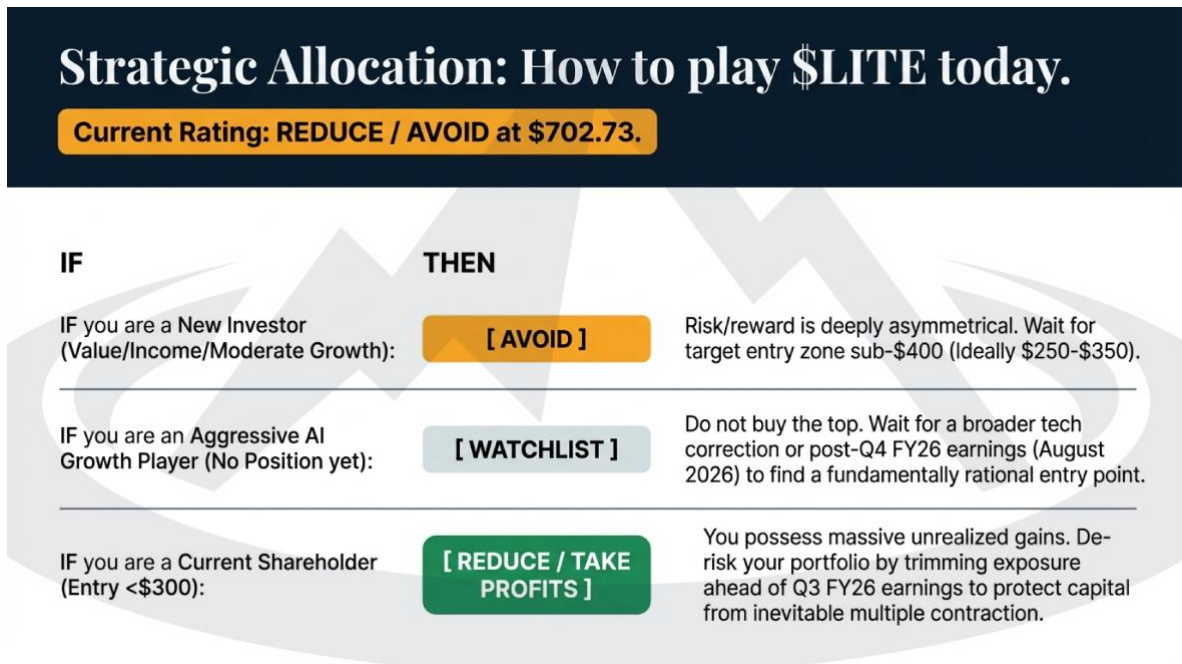 Strategic Allocation: How to play $LITE today.
Current Rating: REDUCE / AVOID at $702.73.
IF
THEN
IF you are a New Investor
(Value/Income/Moderate Growth):
[ AVOID ]
Risk/reward is deeply asymmetrical. Wait for
target entry zone sub-$400 (Ideally $250-$350).
IF you are an Aggressive AI
Growth Player (No Position yet):
[ WATCHLIST ]
Do not buy the top. Wait for a broader tech
correction or post-Q4 FY26 earnings (August
2026) to find a fundamentally rational entry point.
IF you are a Current Shareholder
(Entry <$300):
[ REDUCE / TAKE
PROFITS ]
You possess massive unrealized gains. De-
risk your portfolio by trimming exposure
ahead of Q3 FY26 earnings to protect capital
from inevitable multiple contraction.